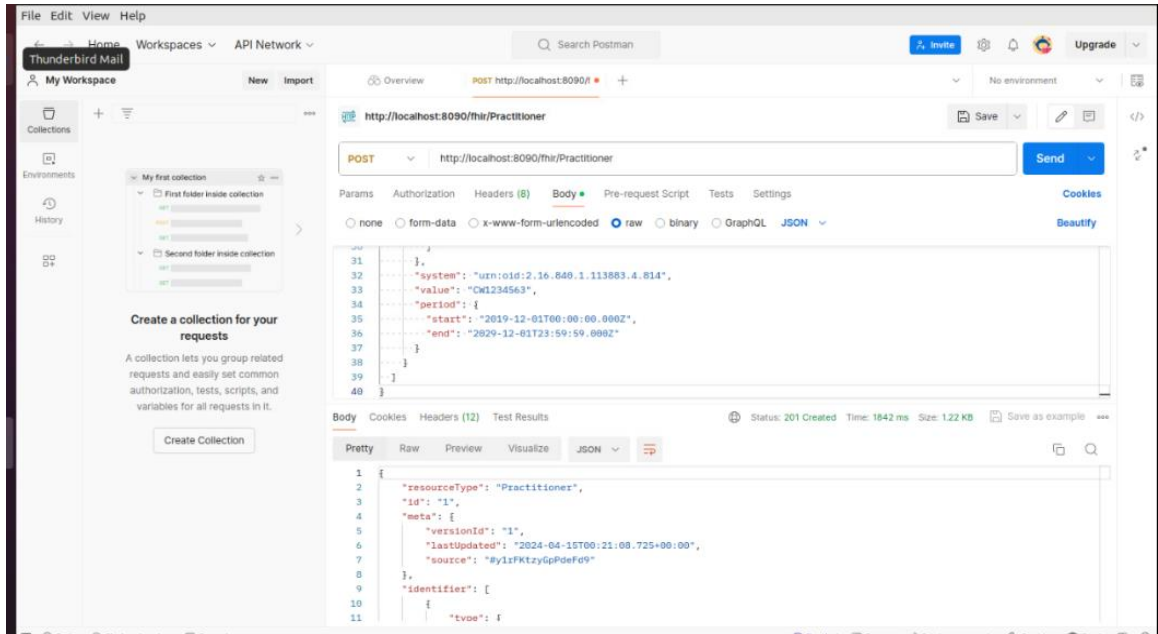 File Edit View Help
Home Workspaces API Network Search Postman Invite Upgrade
Thunderbird Mail
My Workspace New Import Overview POST http://localhost:8090/f No environment
Collections
http://localhost:8090/fhir/Practitioner Save
POST http://localhost:8090/fhir/Practitioner Send
Environments
Params Authorization Headers (8) Body Pre-request Script Tests Settings Cookies
History
none form-data x-www-form-urlencoded raw binary GraphQL JSON Beautify
My first collection
First folder inside collection
GET
POST
GET
Second folder inside collection
GET
GET
Create a collection for your
requests
A collection lets you group related
requests and easily set common
authorization, tests, scripts, and
variables for all requests in it.
Create Collection
30 }
31 },
32 "system": "urn:oid:2.16.840.1.113883.4.814",
33 "value": "CW1234563",
34 "period": {
35 "start": "2019-12-01T00:00:00.000Z",
36 "end": "2029-12-01T23:59:59.000Z"
37 }
38 }
39 ]
40 }
Body Cookies Headers (12) Test Results Status: 201 Created Time: 1842 ms Size: 1.22 KB Save as example
Pretty Raw Preview Visualize JSON
1 {
2 "resourceType": "Practitioner",
3 "id": "1",
4 "meta": {
5 "versionId": "1",
6 "lastUpdated": "2024-04-15T00:21:08.725+00:00",
7 "source": "#y1rFKtzyGpPdeFd9"
8 },
9 "identifier": [
10 {
11 "type": {